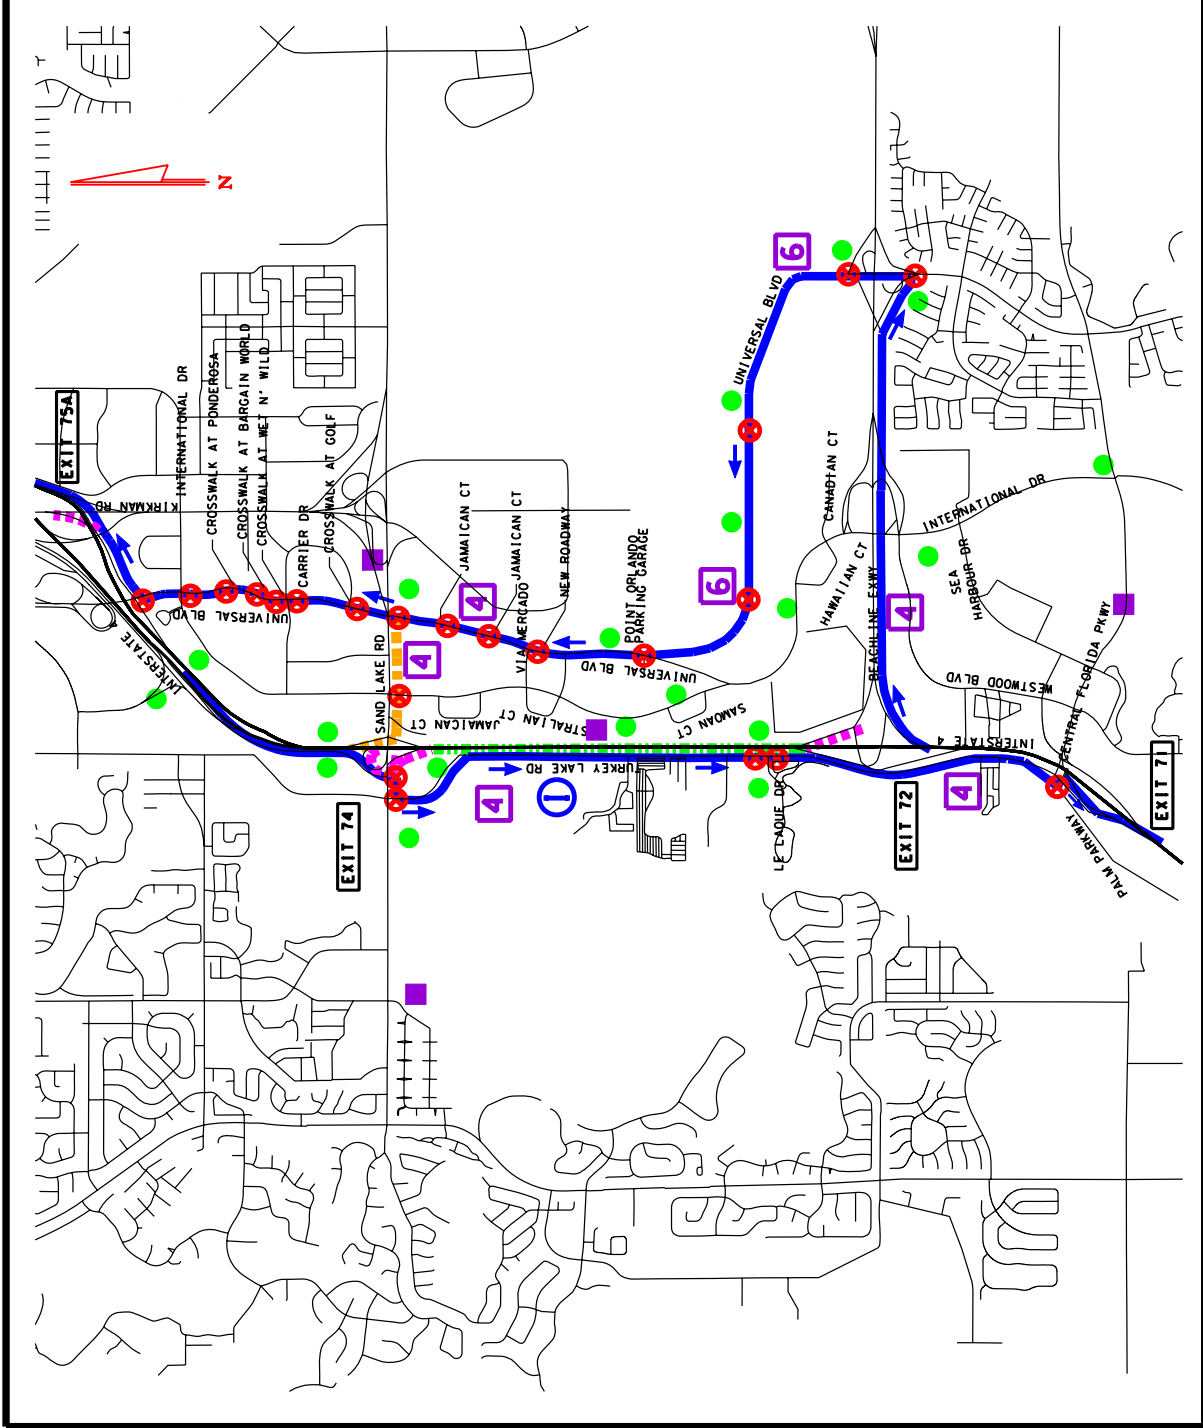 N
EXIT 75A
KIRKMAN RD
INTERNATIONAL DR
CROSSWALK AT PONDEROSA
CROSSWALK AT BARGAIN WORLD
CROSSWALK AT WET N' WILD
CARRIER DR
CROSSWALK AT GOLF
UNIVERSAL BLVD
INTERSTATE 4
SAND LAKE RD
4
4
JAMAICAN CT
JAMAICAN CT
VIA MERCADO
NEW ROADWAY
POINT ORLANDO
PARKING GARAGE
UNIVERSAL BLVD
6
UNIVERSAL BLVD
6
CANADIAN CT
HAWAIIAN CT
BEACHLINE EXWY
4
INTERNATIONAL DR
SEA
HARBOUR DR
WESTWOOD BLVD
CENTRAL FLORIDA PKWY
JAMAICAN CT
STRALIAN CT
SAMOAN CT
INTERSTATE 4
TURKEY LAKE RD
4
I
LE LAQUE DR
4
EXIT 74
EXIT 72
EXIT 71
PALM PARKWAY